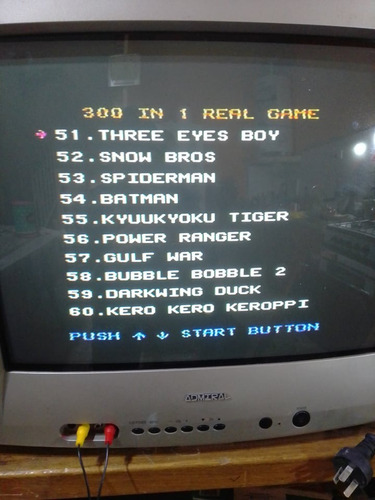 300 IN 1 REAL GAME
51.THREE EYES BOY
52.SNOW BROS
53.SPIDERMAN
54.BATMAN
55.KYUUKYOKU TIGER
56.POWER RANGER
57.GULF WAR
58.BUBBLE BOBBLE 2
59.DARKWING DUCK
60.KERO KERO KEROPPI
PUSH ↑ ↓ START BUTTON
ADMIRAL